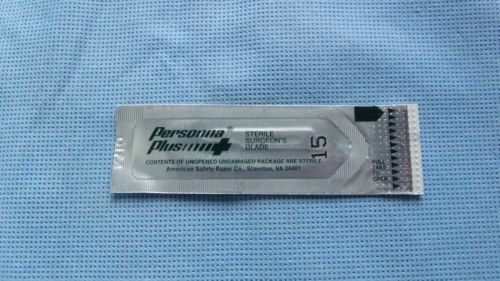 Personna®
Plus
STERILE
SURGEON'S
BLADE
15
CONTENTS OF UNOPENED UNDAMAGED PACKAGE ARE STERILE
American Safety Razor Co., Staunton, VA 24401
PULL
TO
OPEN